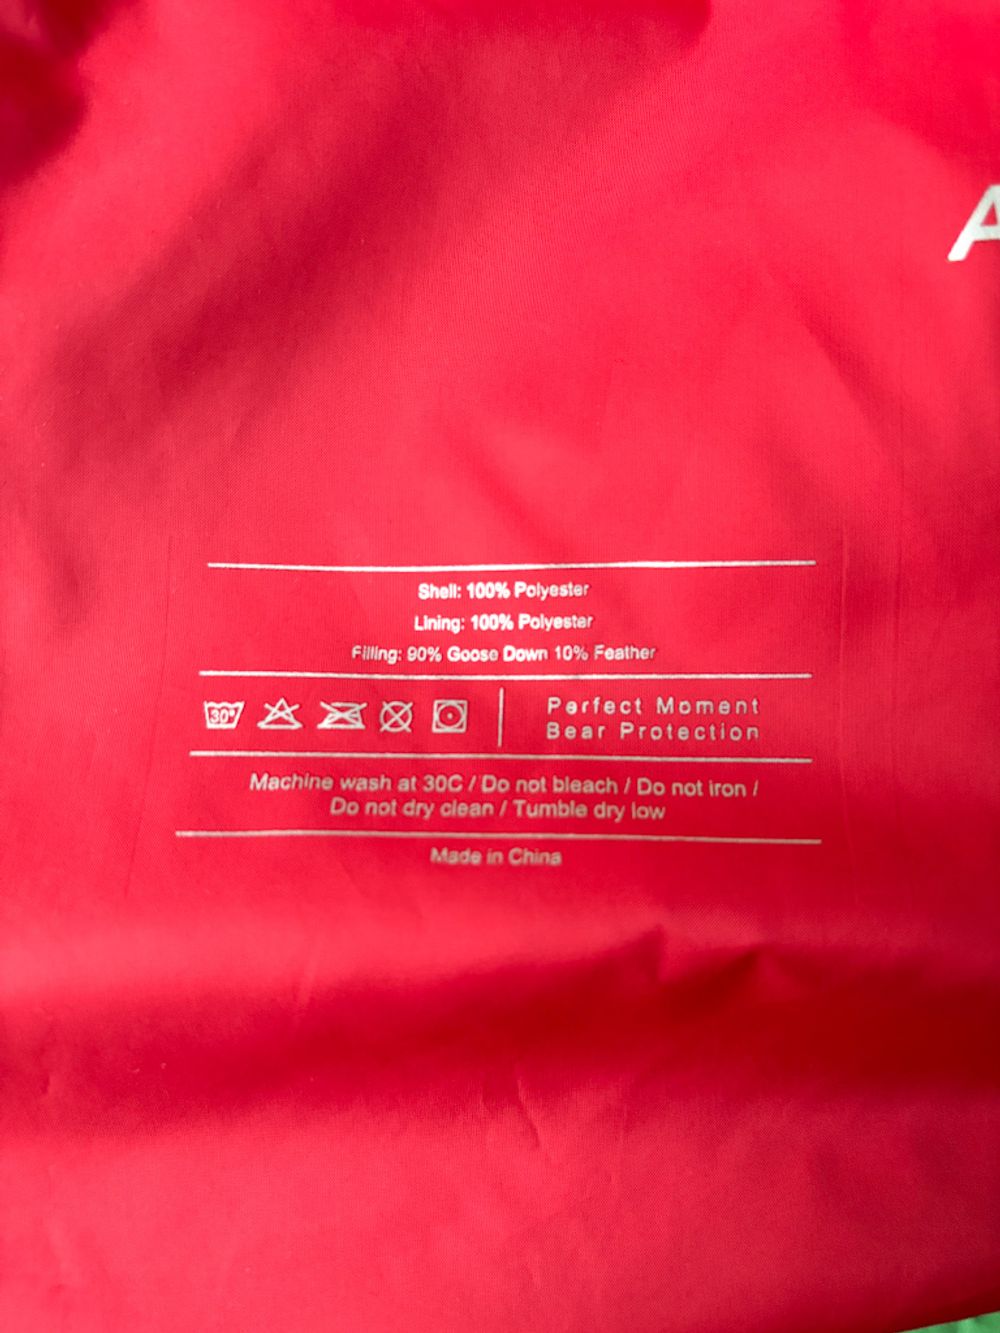 A
Shell: 100% Polyester
Lining: 100% Polyester
Filling: 90% Goose Down 10% Feather
30°
Perfect Moment
Bear Protection
Machine wash at 30C / Do not bleach / Do not iron /
Do not dry clean / Tumble dry low
Made in China